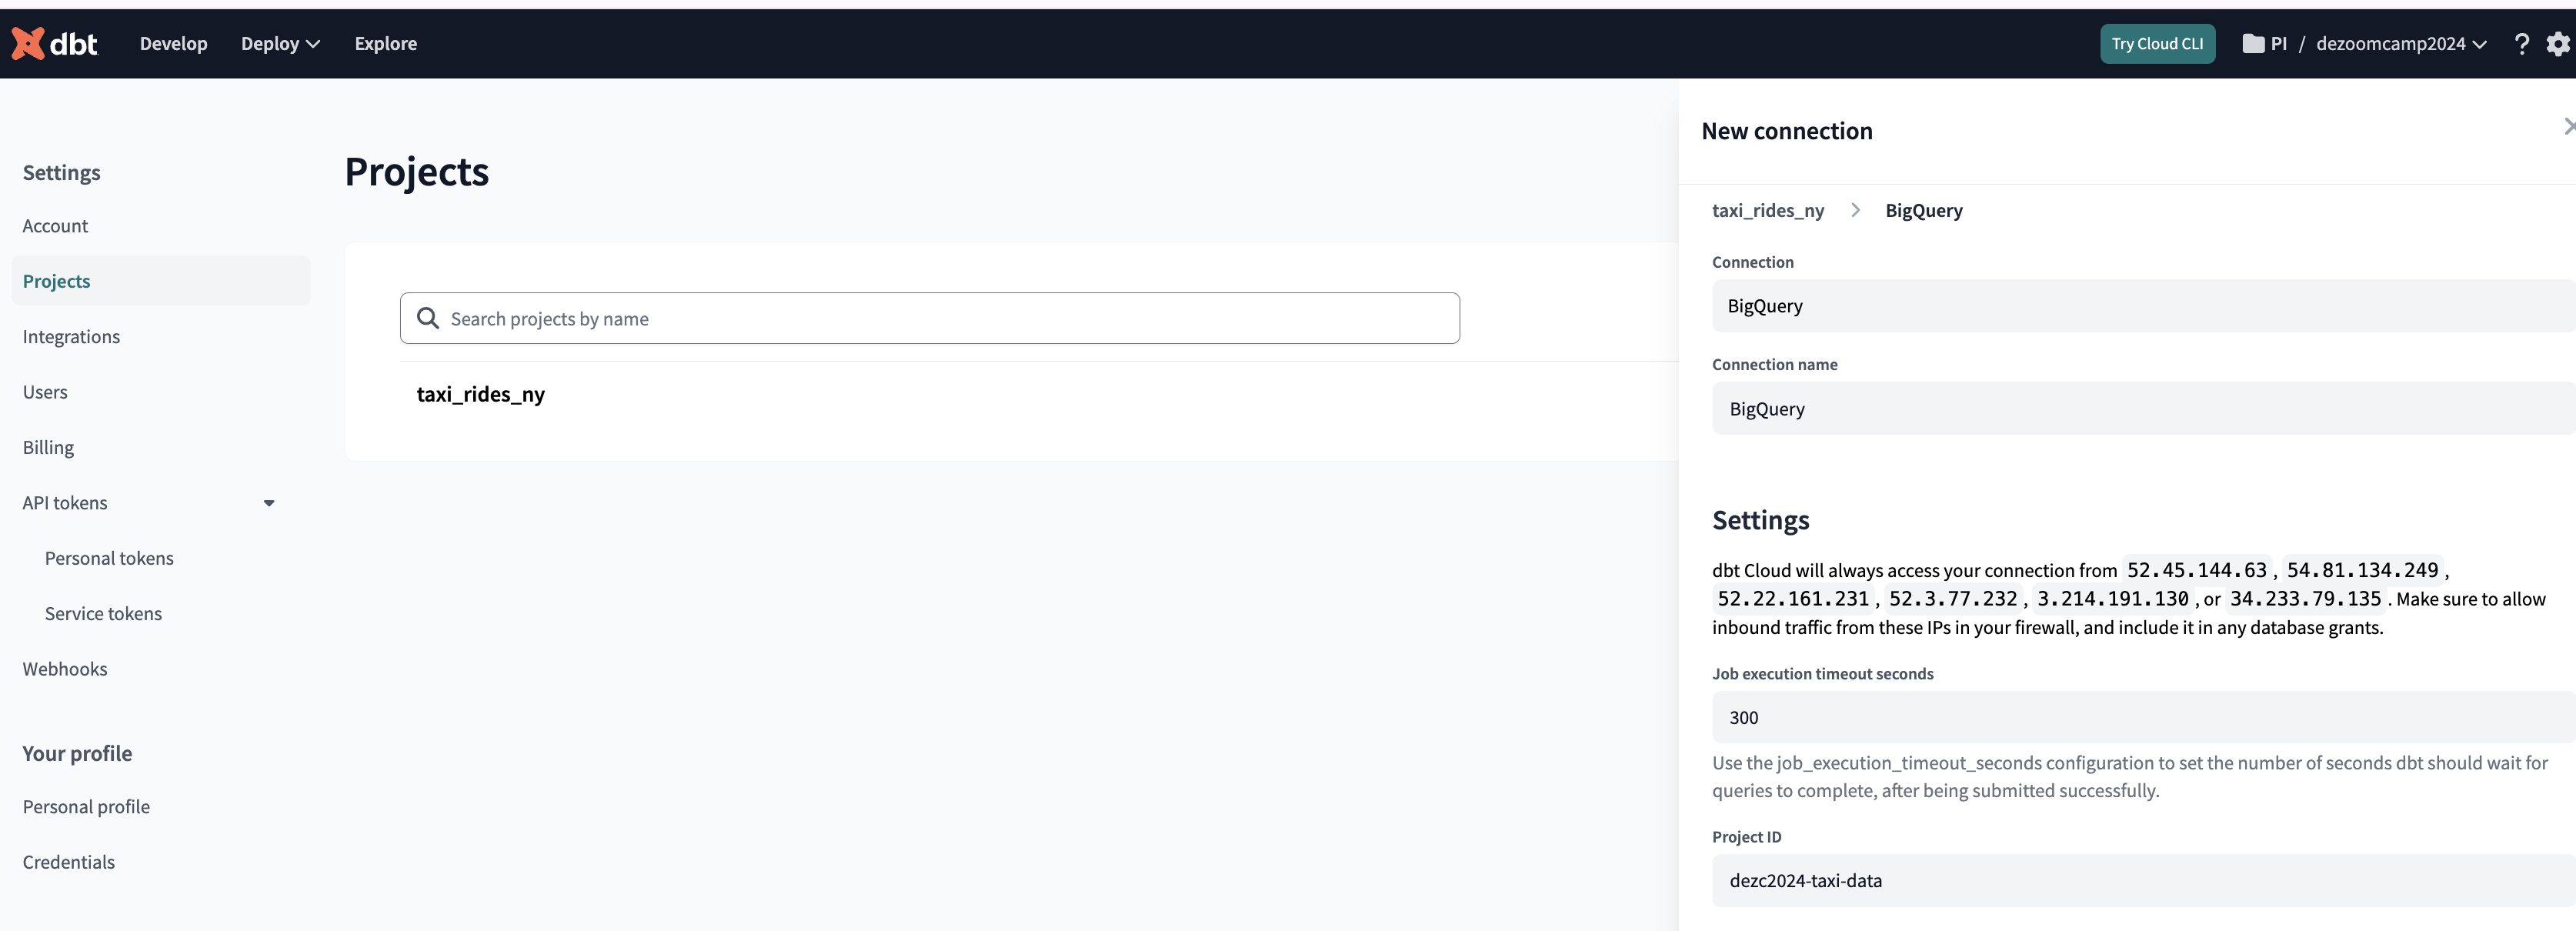 dbt Develop Deploy Explore Try Cloud CLI PI / dezoomcamp2024 ?
Settings
Account
Projects
Integrations
Users
Billing
API tokens
Personal tokens
Service tokens
Webhooks
Your profile
Personal profile
Credentials
Projects
Search projects by name
taxi_rides_ny
New connection
taxi_rides_ny > BigQuery
Connection
BigQuery
Connection name
BigQuery
Settings
dbt Cloud will always access your connection from 52.45.144.63 , 54.81.134.249 ,
52.22.161.231 , 52.3.77.232 , 3.214.191.130 , or 34.233.79.135 . Make sure to allow
inbound traffic from these IPs in your firewall, and include it in any database grants.
Job execution timeout seconds
300
Use the job_execution_timeout_seconds configuration to set the number of seconds dbt should wait for
queries to complete, after being submitted successfully.
Project ID
dezc2024-taxi-data